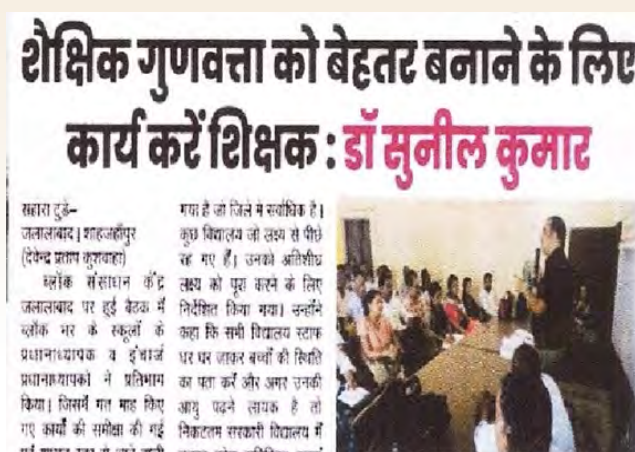 शैक्षिक गुणवत्ता को बेहतर बनाने के लिए
कार्य करें शिक्षक : डॉ सुनील कुमार
सहारा टुडे–
जलालाबाद। शाहजहाँपुर
(देवेन्द्र प्रताप कुशवाहा)
ब्लॉक संसाधन केंद्र
जलालाबाद पर हुई बैठक में
ब्लॉक भर के स्कूलों के
प्रधानाध्यापक व इंचार्ज
प्रधानाध्यापकों ने प्रतिभाग
किया। जिसमें गत माह किए
गए कार्यों की समीक्षा की गई
गया है जो जिले में सर्वाधिक है।
कुछ विद्यालय जो लक्ष्य से पीछे
रह गए हैं। उनको अतिशीघ्र
लक्ष्य को पूरा करने के लिए
निर्देशित किया गया। उन्होंने
कहा कि सभी विद्यालय स्टाफ
घर घर जाकर बच्चों की स्थिति
का पता करें और अगर उनकी
आयु पढ़ने लायक है तो
निकटतम सरकारी विद्यालय में